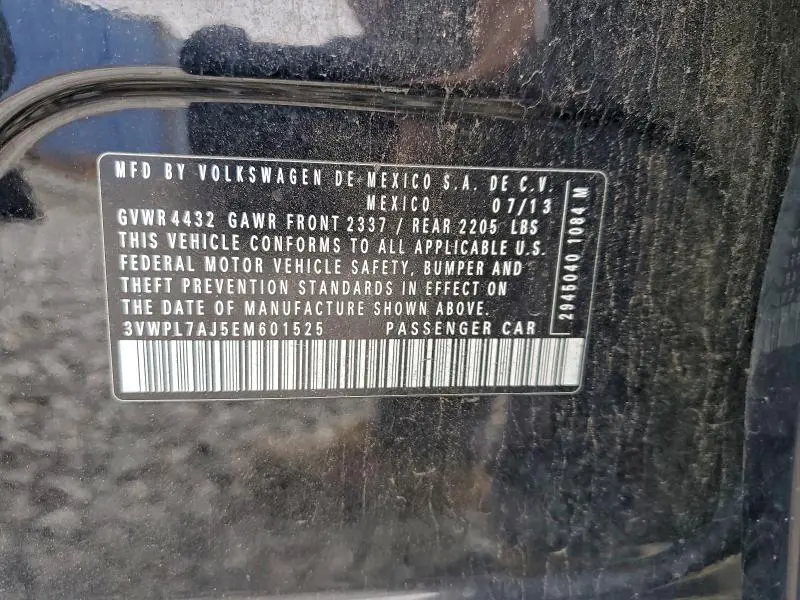 MFD BY VOLKSWAGEN DE MEXICO S.A. DE C.V.
MEXICO 07/13
GVWR 4432 GAWR FRONT 2337 / REAR 2205 LBS
THIS VEHICLE CONFORMS TO ALL APPLICABLE U.S.
FEDERAL MOTOR VEHICLE SAFETY, BUMPER AND
THEFT PREVENTION STANDARDS IN EFFECT ON
THE DATE OF MANUFACTURE SHOWN ABOVE.
3VWPL7AJ5EM601525 PASSENGER CAR
2945040 1084 M